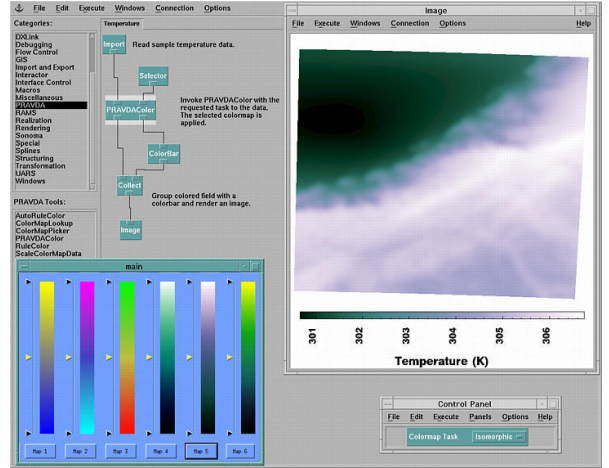 File Edit Execute Windows Connection Options
Categories:
DXLink
Debugging
Flow Control
GIS
Import and Export
Interactor
Interface Control
Macros
Miscellaneous
PRAVDA
RAMS
Realization
Rendering
Sonoma
Special
Splines
Structuring
Transformation
UARS
Windows
PRAVDA Tools:
AutoRuleColor
ColorMapLookup
ColorMapPicker
PRAVDAColor
RuleColor
ScaleColorMapData
Temperature
Import
Read sample temperature data.
Selector
PRAVDAColor
Invoke PRAVDAColor with the
requested task to the data.
The selected colormap is
applied.
ColorBar
Collect
Group colored field with a
colorbar and render an image.
Image
main
Map 1 Map 2 Map 3 Map 4 Map 5 Map 6
Image
File Execute Windows Connection Options Help
301 302 303 304 305 306
Temperature (K)
Control Panel
File Edit Execute Panels Options Help
Colormap Task Isomorphic